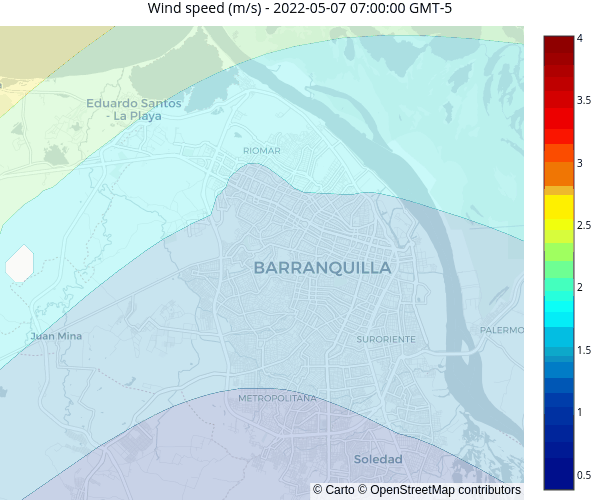 Wind speed (m/s) - 2022-05-07 07:00:00 GMT-5
Eduardo Santos
- La Playa
RIOMAR
BARRANQUILLA
Juan Mina
SURORIENTE
PALERMO
METROPOLITANA
Soledad
© Carto © OpenStreetMap contributors
4
3.5
3
2.5
2
1.5
1
0.5